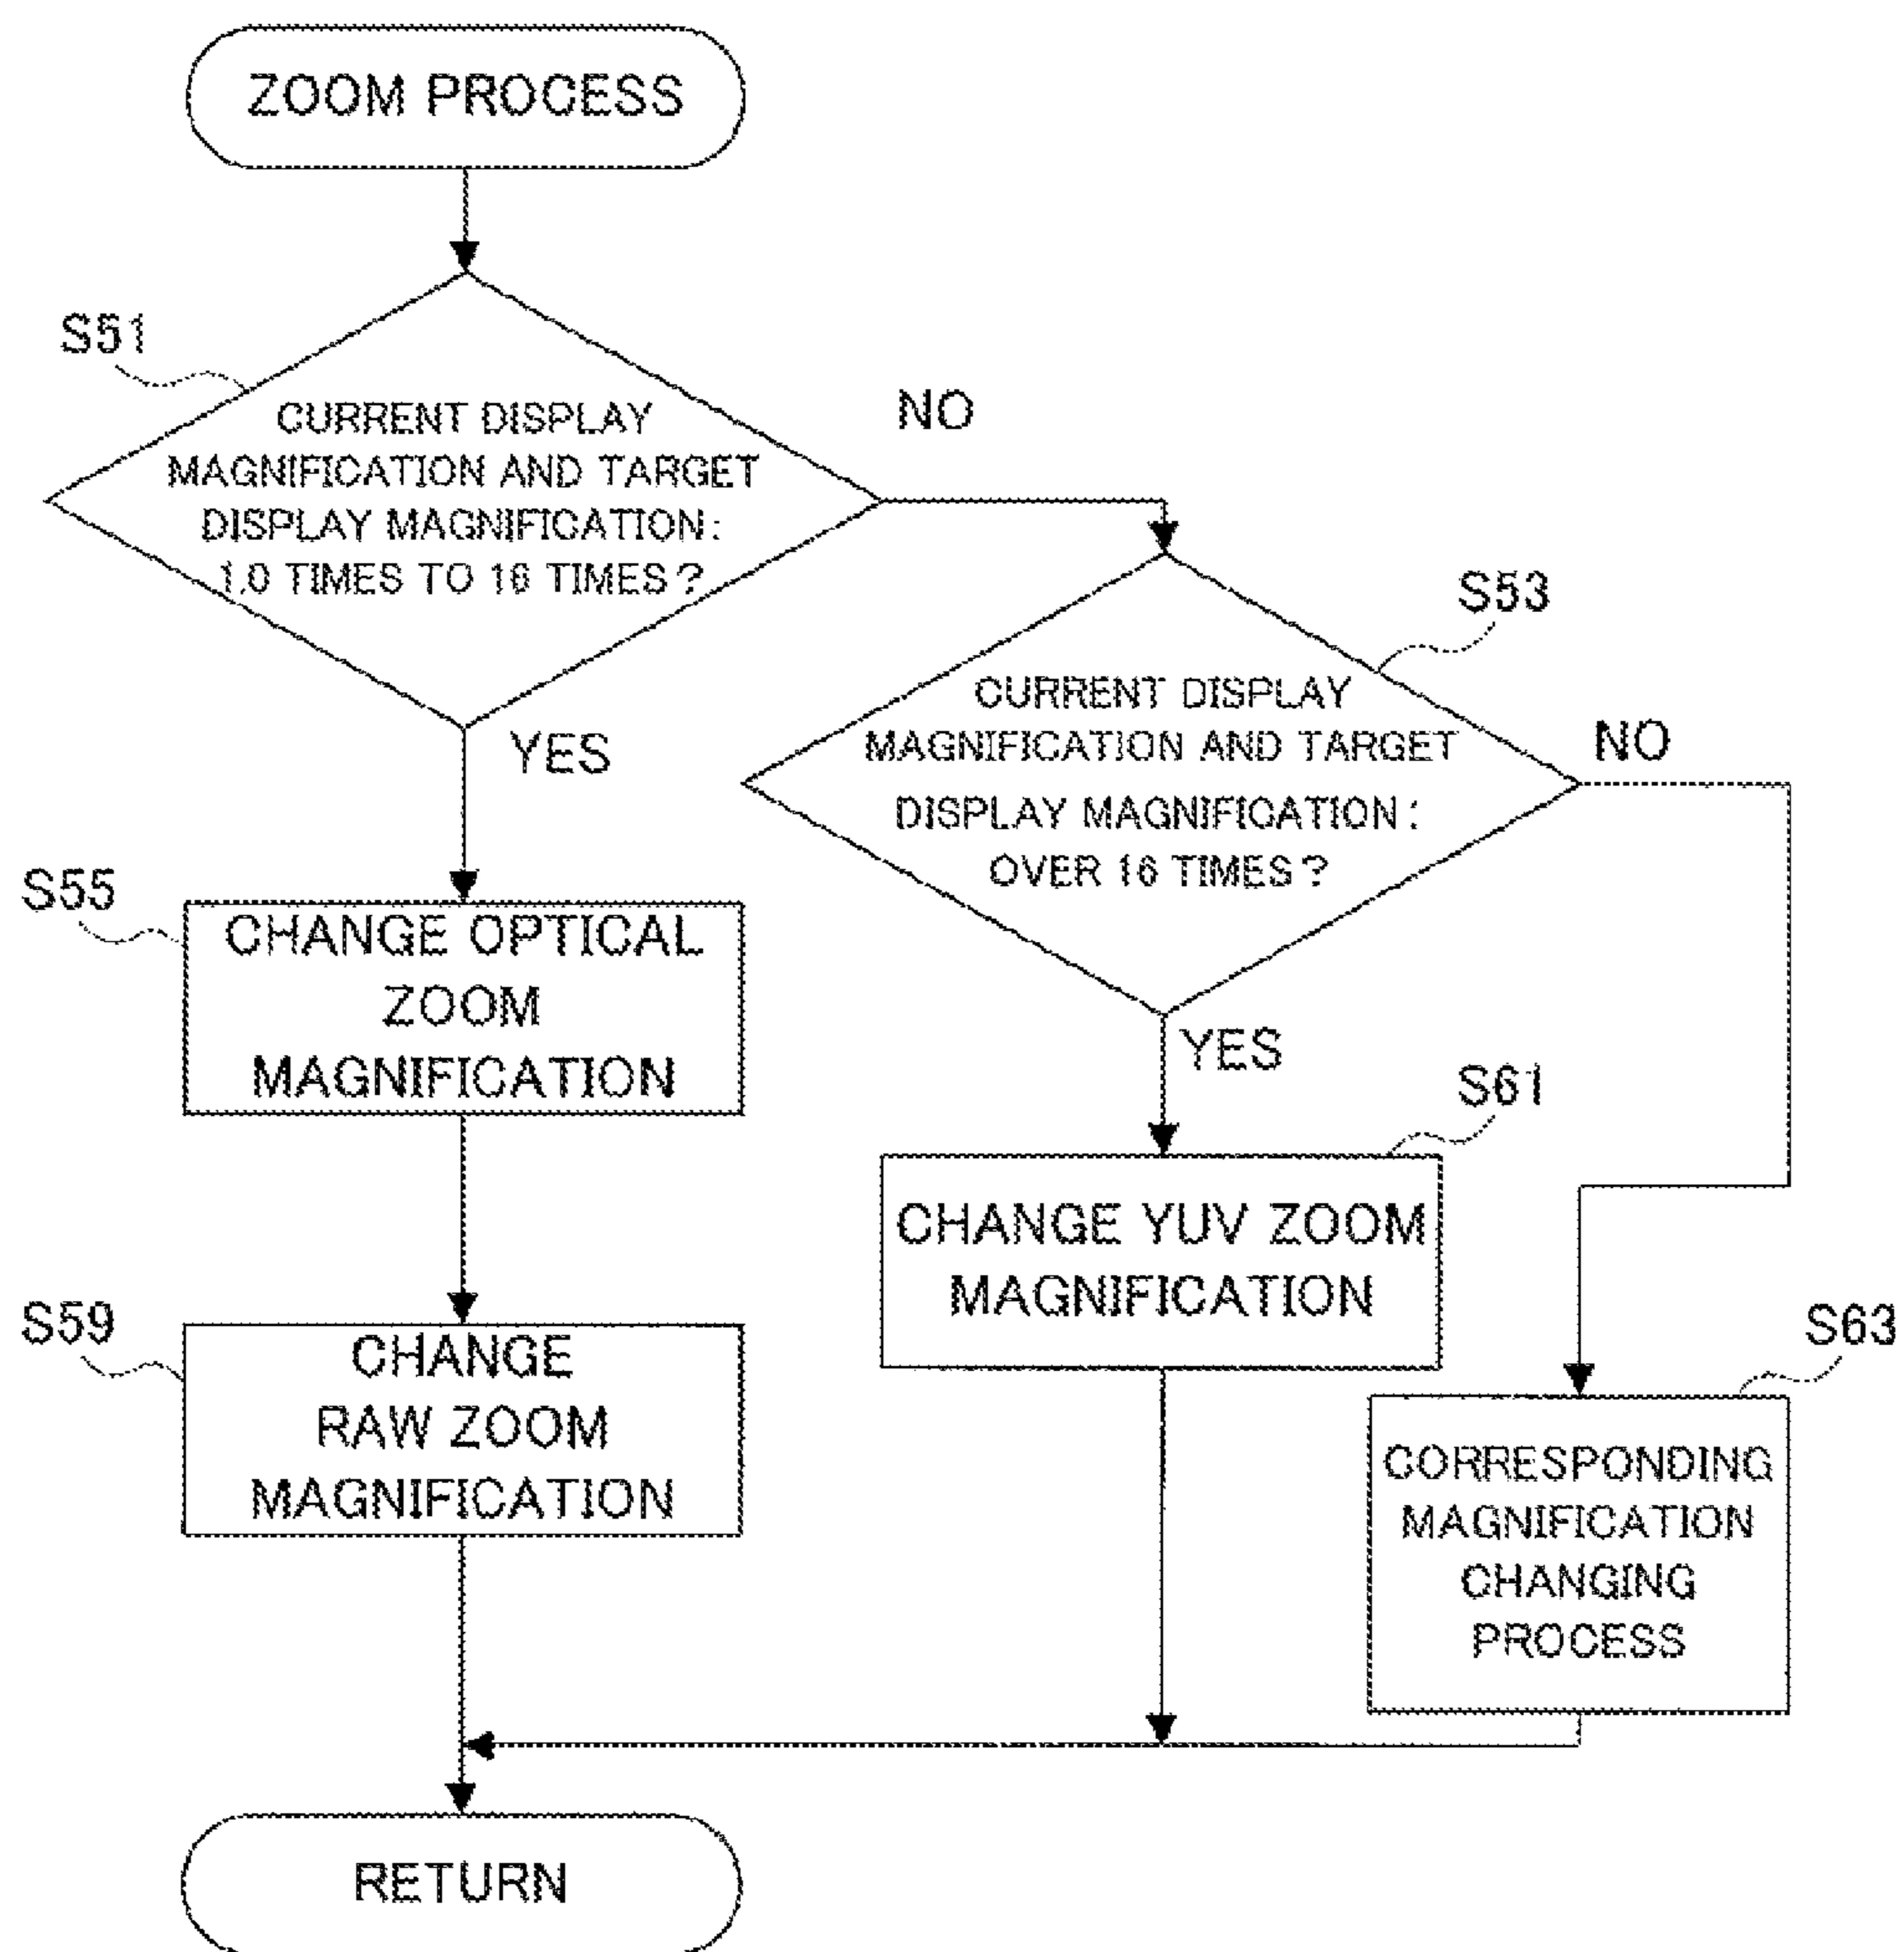 ZOOM PROCESS
S51
CURRENT DISPLAY
MAGNIFICATION AND TARGET
DISPLAY MAGNIFICATION:
1.0 TIMES TO 16 TIMES?
NO
YES
S53
CURRENT DISPLAY
MAGNIFICATION AND TARGET
DISPLAY MAGNIFICATION:
OVER 16 TIMES?
NO
YES
S55
CHANGE OPTICAL
ZOOM
MAGNIFICATION
S61
CHANGE YUV ZOOM
MAGNIFICATION
S59
CHANGE
RAW ZOOM
MAGNIFICATION
S63
CORRESPONDING
MAGNIFICATION
CHANGING
PROCESS
RETURN